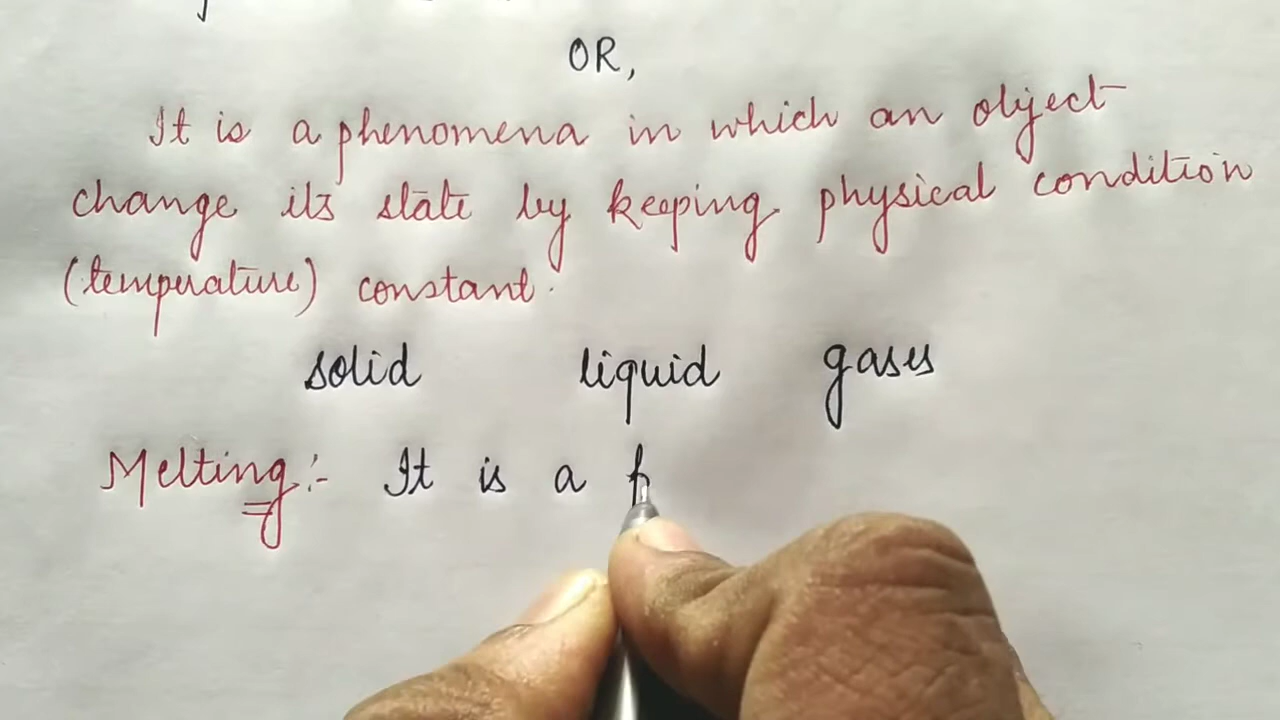 OR,
It is a phenomena in which an object
change its state by keeping physical condition
(temperature) constant.
solid liquid gases
Melting:- It is a